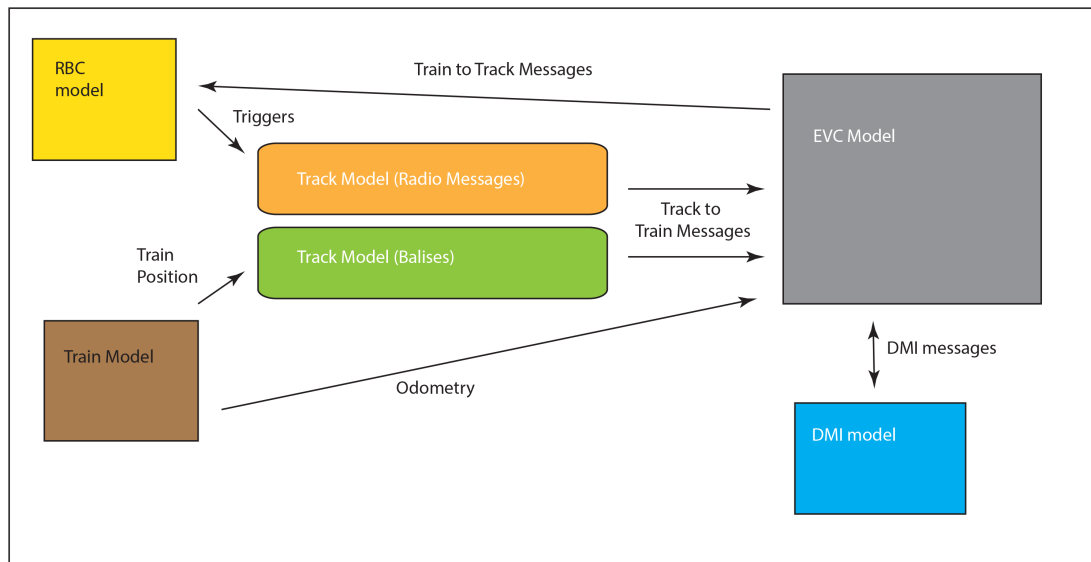 RBC
model
Train to Track Messages
Triggers
EVC Model
Track Model (Radio Messages)
Track to
Train Messages
Track Model (Balises)
Train
Position
Train Model
Odometry
DMI messages
DMI model